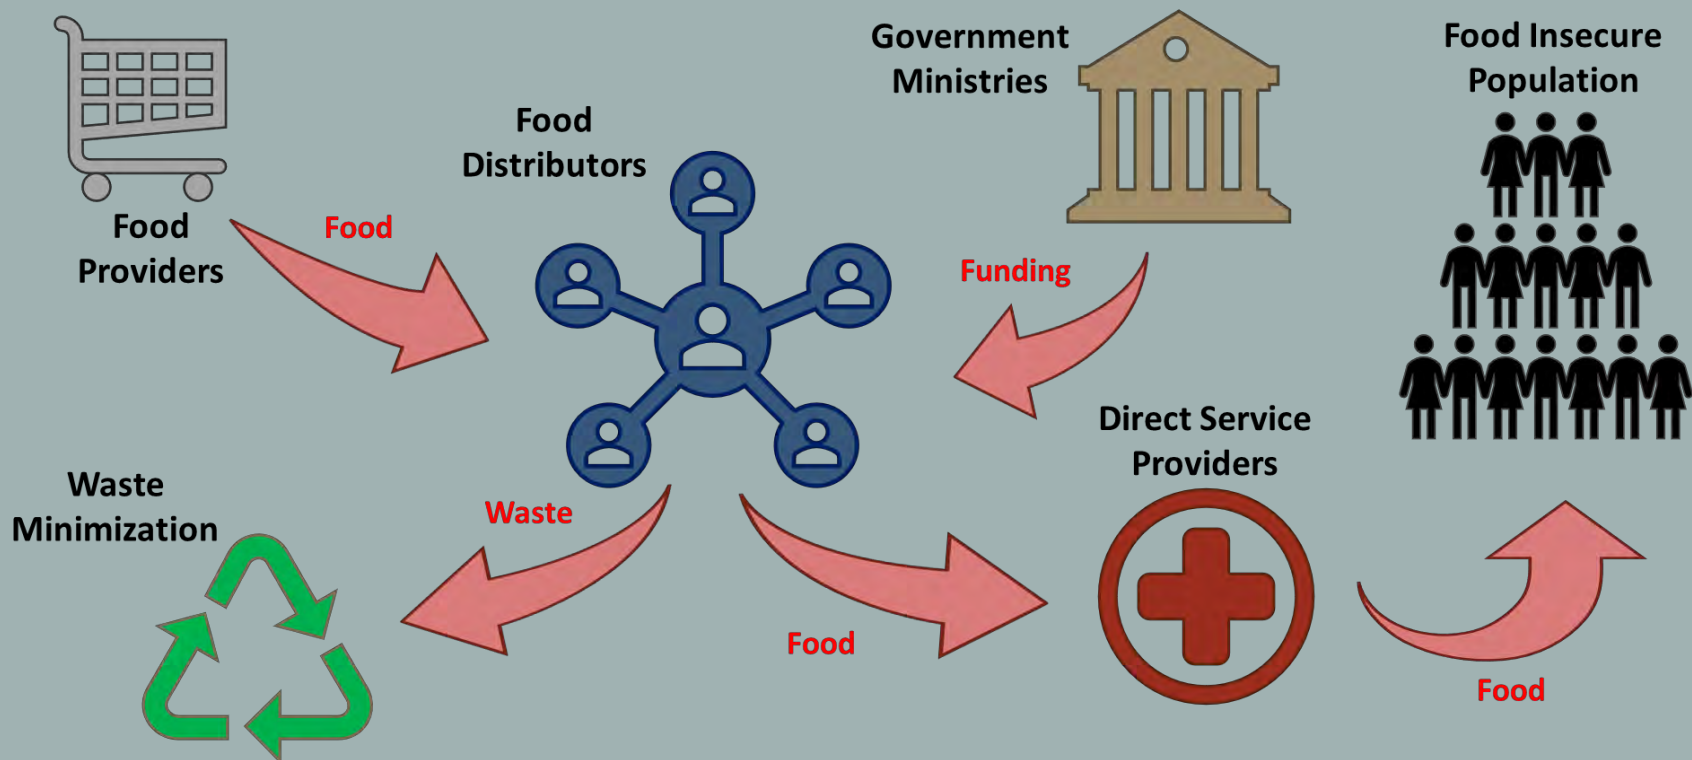 Food
Providers
Food
Food
Distributors
Government
Ministries
Funding
Food Insecure
Population
Waste
Minimization
Waste
Food
Direct Service
Providers
Food